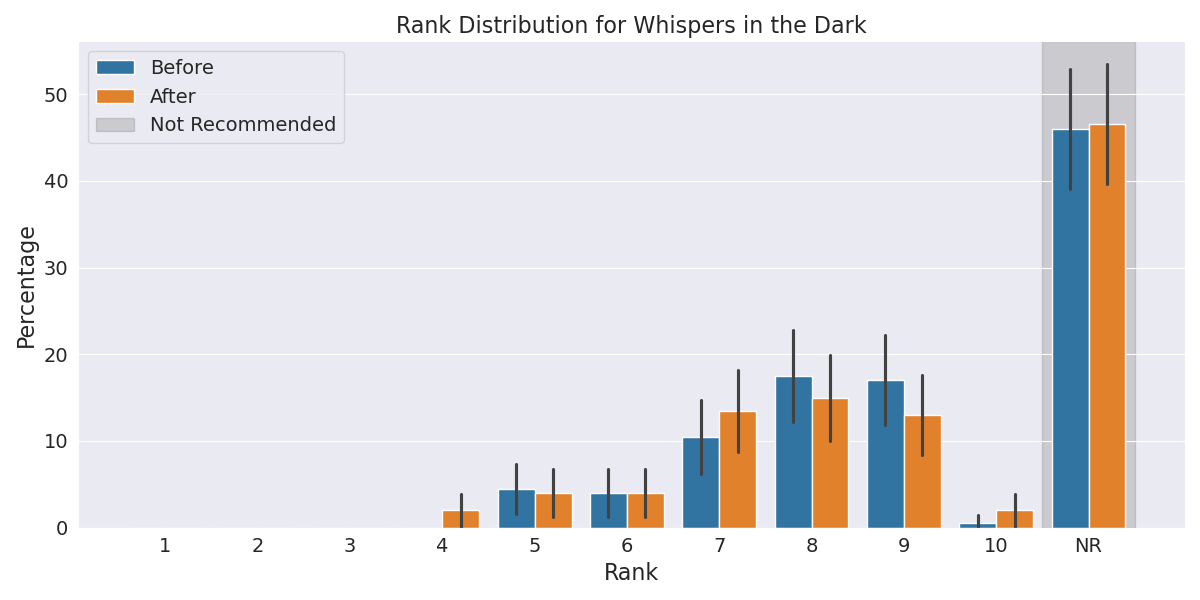 Rank Distribution for Whispers in the Dark
Before
After
Not Recommended
Percentage
50
40
30
20
10
0
1 2 3 4 5 6 7 8 9 10 NR
Rank